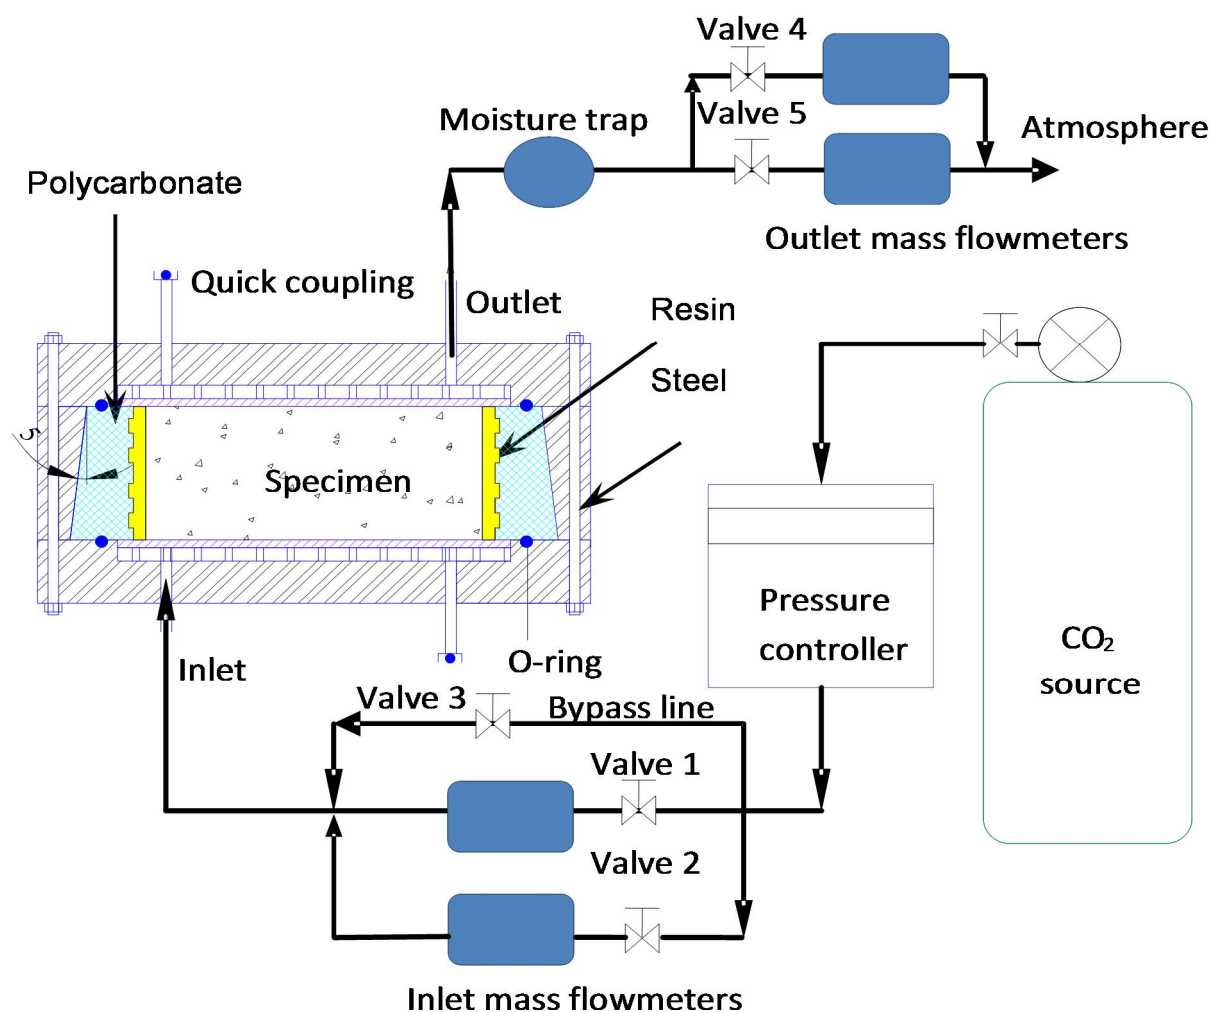 Valve 4
Moisture trap
Valve 5
Atmosphere
Polycarbonate
Outlet mass flowmeters
Quick coupling
Outlet
Resin
Steel
5
Specimen
Pressure
controller
CO₂
source
Inlet
O-ring
Valve 3
Bypass line
Valve 1
Valve 2
Inlet mass flowmeters